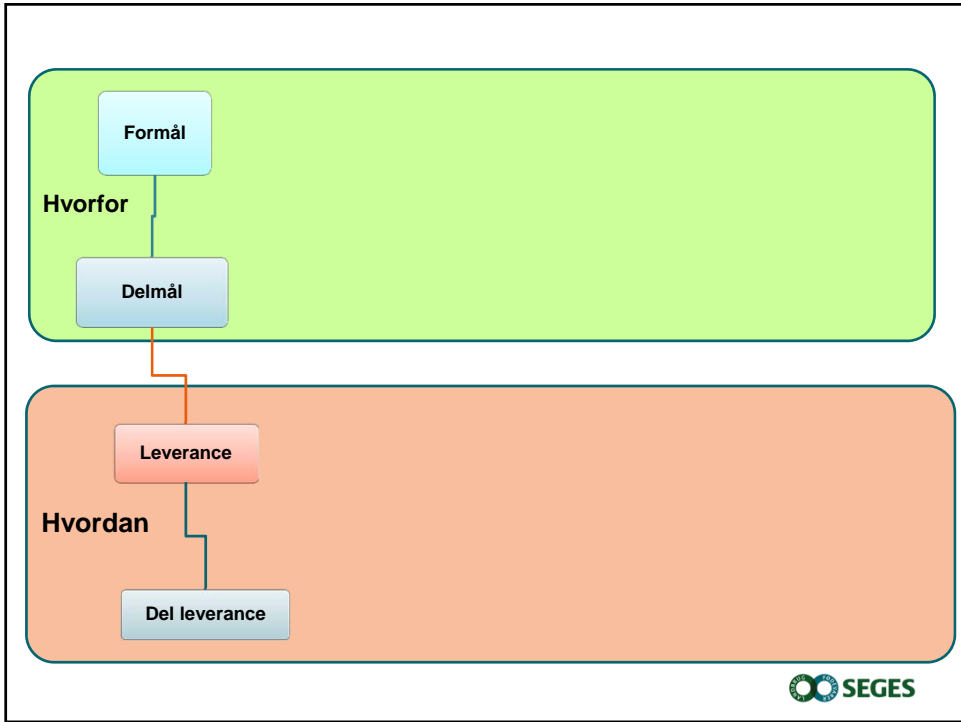 Formål
Hvorfor
Delmål
Leverance
Hvordan
Del leverance
SEGES